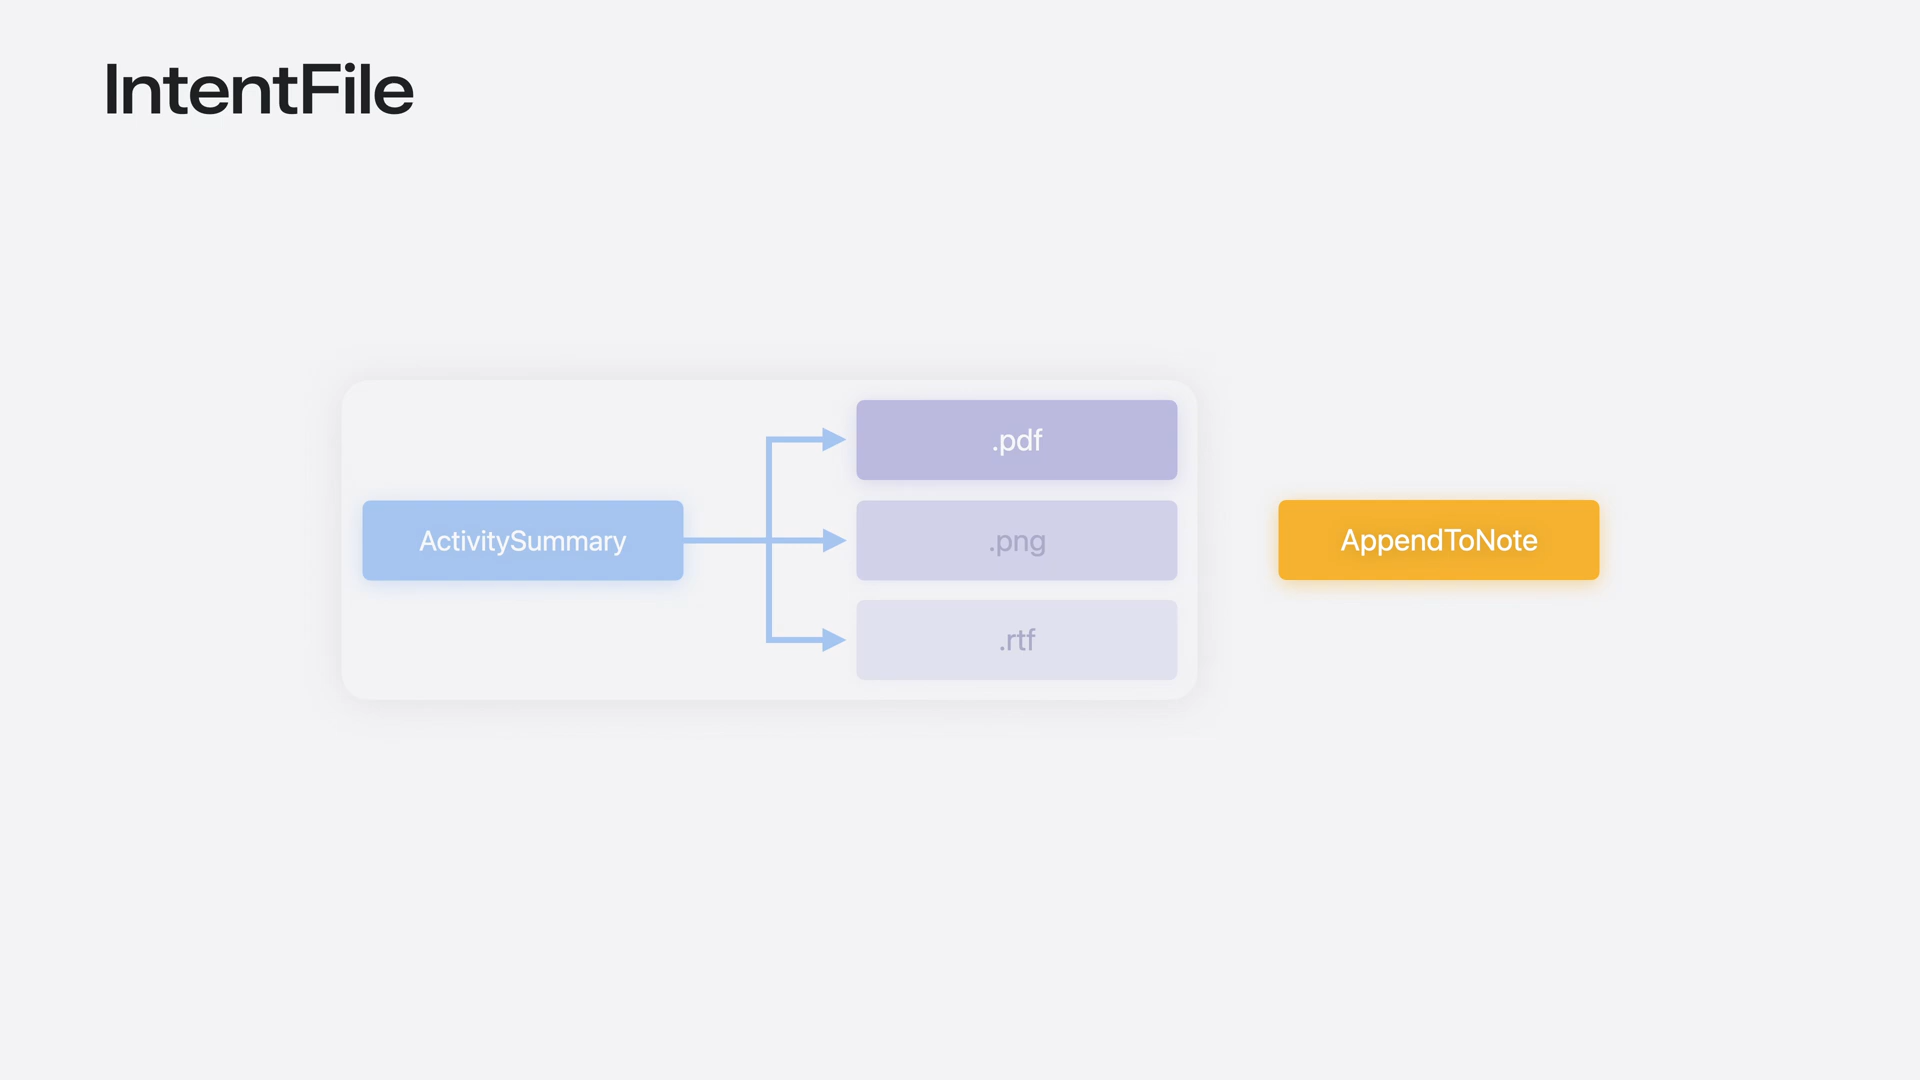 IntentFile
.pdf
ActivitySummary
.png
AppendToNote
.rtf